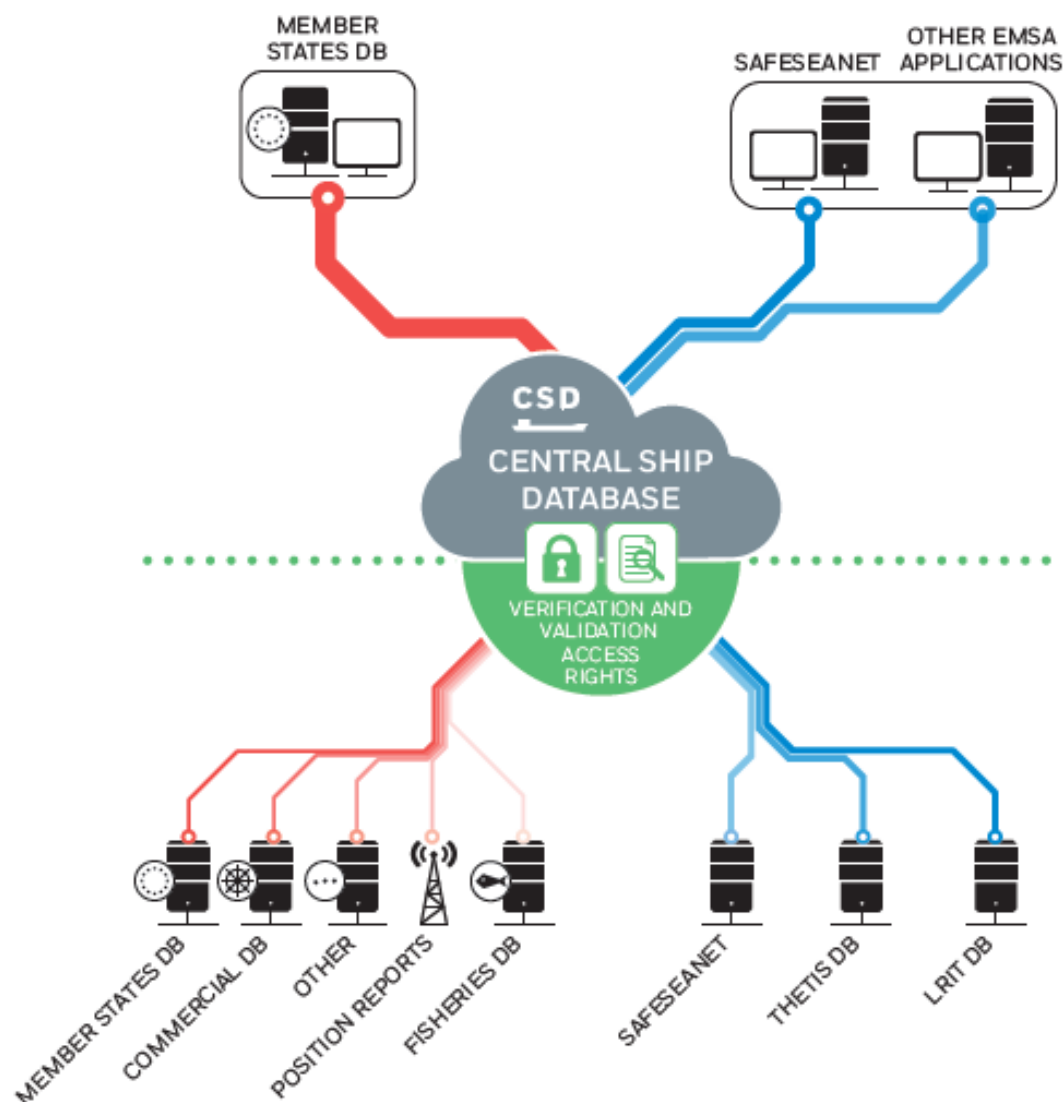 MEMBER
STATES DB
SAFESEANET
OTHER EMSA
APPLICATIONS
CSD
CENTRAL SHIP
DATABASE
VERIFICATION AND
VALIDATION
ACCESS
RIGHTS
MEMBER STATES DB
COMMERCIAL DB
OTHER
POSITION REPORTS
FISHERIES DB
SAFESEANET
THETIS DB
LRIT DB